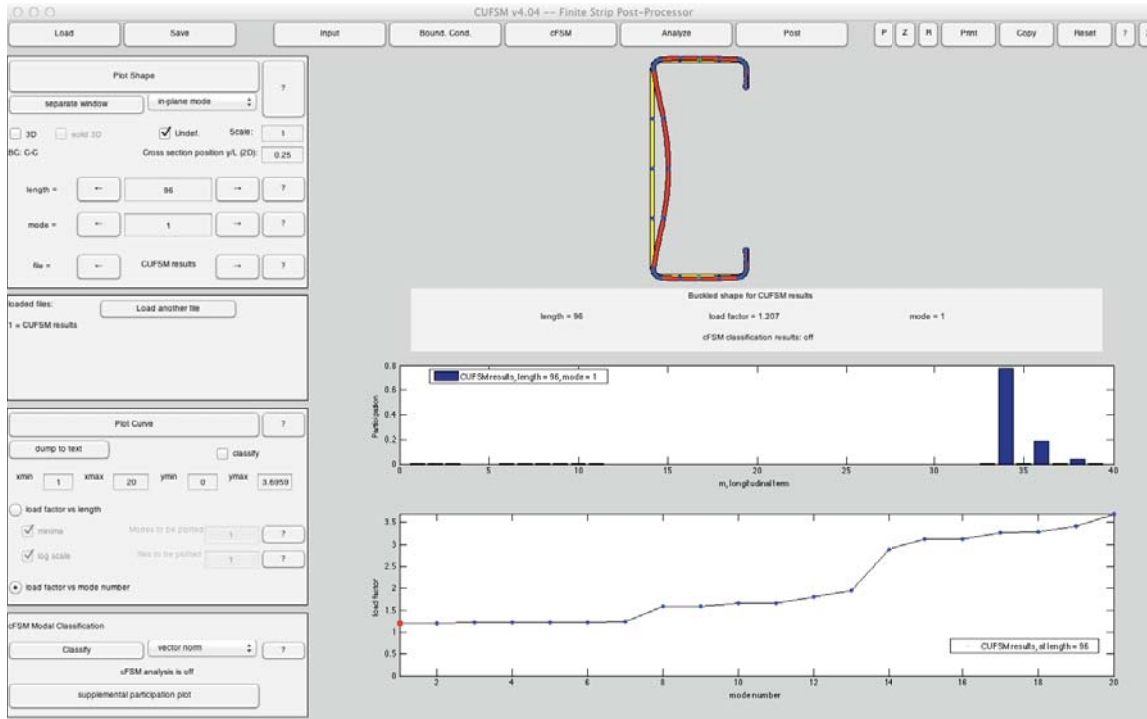 CUFSM v4.04 -- Finite Strip Post-Processor
Load Save Input Bound. Cond. cFSM Analyze Post P Z R Print Copy Reset ?
Plot Shape ?
separate window in-plane mode
3D solid 3D Undef. Scale: 1
BC: C-C Cross section position y/L (2D): 0.25
length = ← 96 → ?
mode = ← 1 → ?
file = ← CUFSM results → ?
loaded files: Load another file
1 = CUFSM results
Plot Curve ?
dump to text classify
xmin 1 xmax 20 ymin 0 ymax 3.6959
load factor vs length
minima Modes to be plotted 1 ?
log scale files to be plotted 1 ?
load factor vs mode number
cFSM Modal Classification
Classify vector norm ?
cFSM analysis is off
supplemental participation plot
Buckled shape for CUFSM results
length = 96 load factor = 1.207 mode = 1
cFSM classification results: off
CUFSM results, length = 96, mode = 1
Participation
0.8
0.6
0.4
0.2
0
0 5 10 15 20 25 30 35 40
m, longitudinal term
load factor
3.5
3
2.5
2
1.5
1
0.5
0
CUFSM results, at length = 96
2 4 6 8 10 12 14 16 18 20
mode number